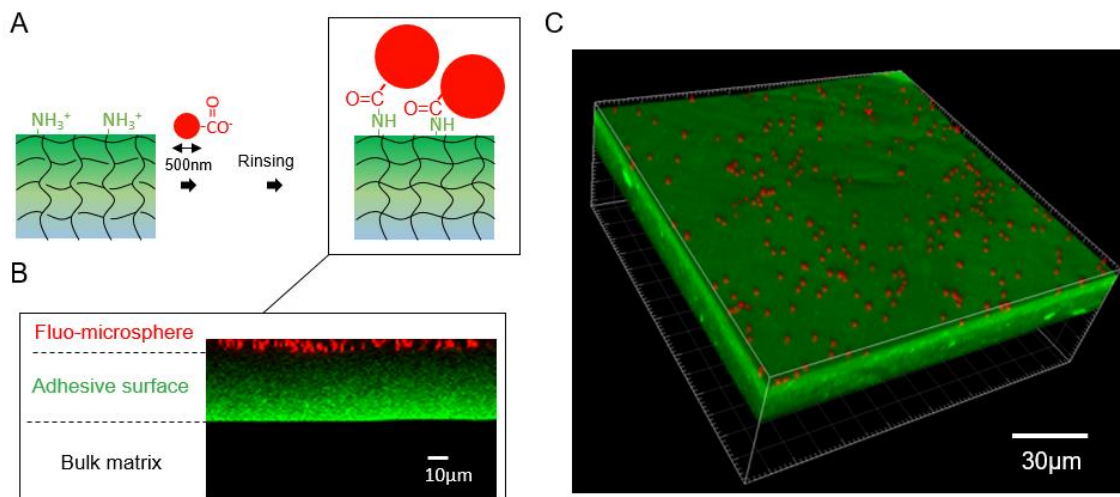 A
NH₃⁺ NH₃⁺
O
CO⁻
500nm
Rinsing
O=C O=C
NH NH
B
Fluo-microsphere
Adhesive surface
Bulk matrix
10μm
C
30μm